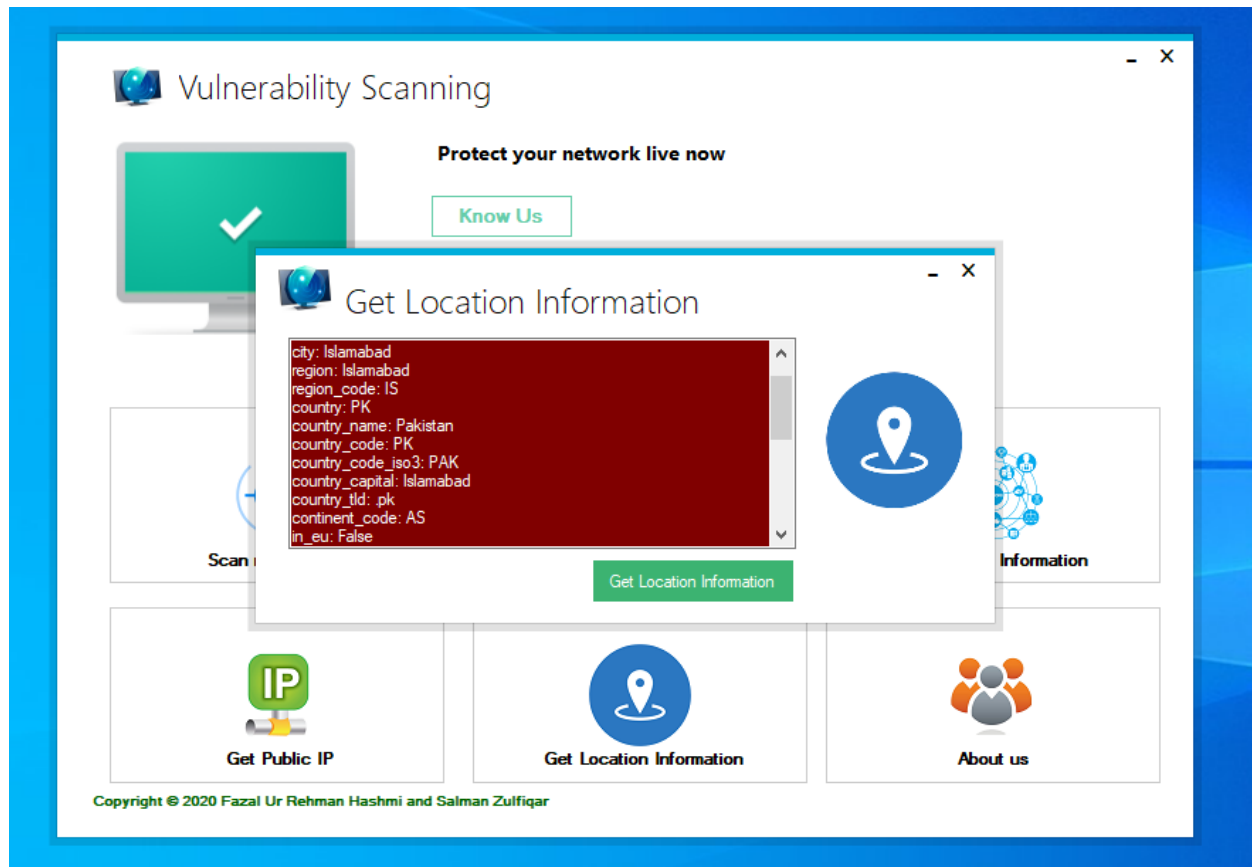 Vulnerability Scanning
Protect your network live now
Know Us
Get Location Information
city: Islamabad
region: Islamabad
region_code: IS
country: PK
country_name: Pakistan
country_code: PK
country_code_iso3: PAK
country_capital: Islamabad
country_tld: .pk
continent_code: AS
in_eu: False
Get Location Information
Scan
Information
IP
Get Public IP
Get Location Information
About us
Copyright © 2020 Fazal Ur Rehman Hashmi and Salman Zulfiqar